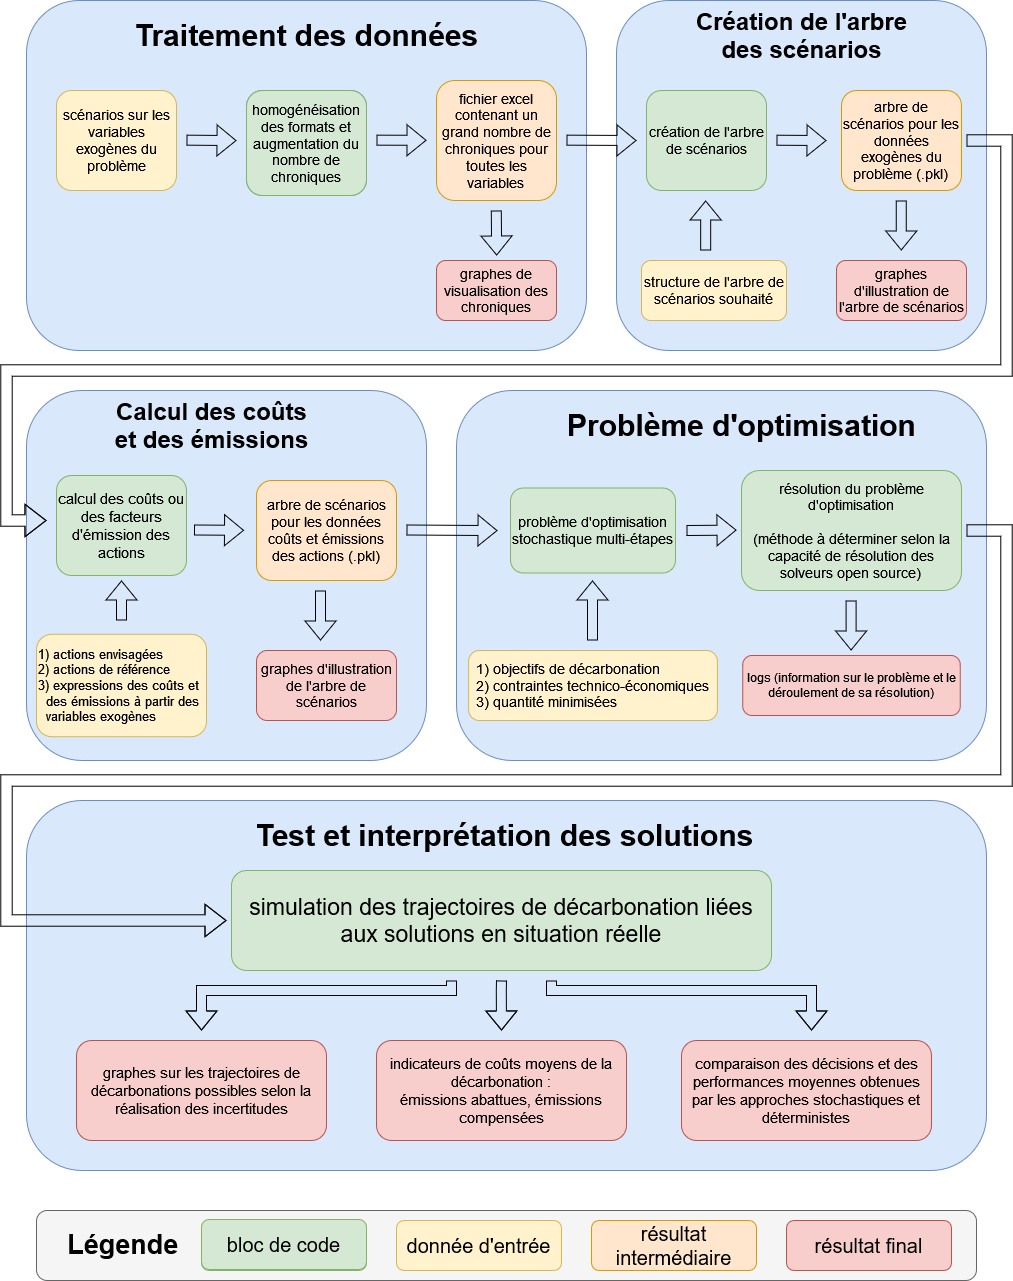 Traitement des données
scénarios sur les
variables
exogènes du
problème
homogénéisation
des formats et
augmentation du
nombre de
chroniques
fichier excel
contenant un
grand nombre de
chroniques pour
toutes les
variables
graphes de
visualisation des
chroniques
Création de l'arbre
des scénarios
création de l'arbre
de scénarios
arbre de
scénarios pour les
données
exogènes du
problème (.pkl)
structure de l'arbre de
scénarios souhaité
graphes
d'illustration de
l'arbre de scénarios
Calcul des coûts
et des émissions
calcul des coûts ou
des facteurs
d'émission des
actions
arbre de scénarios
pour les données
coûts et émissions
des actions (.pkl)
1) actions envisagées
2) actions de référence
3) expressions des coûts et
des émissions à partir des
variables exogènes
graphes d'illustration
de l'arbre de
scénarios
Problème d'optimisation
problème d'optimisation
stochastique multi-étapes
résolution du problème
d'optimisation
(méthode à déterminer selon la
capacité de résolution des
solveurs open source)
1) objectifs de décarbonation
2) contraintes technico-économiques
3) quantité minimisées
logs (information sur le problème et le
déroulement de sa résolution)
Test et interprétation des solutions
simulation des trajectoires de décarbonation liées
aux solutions en situation réelle
graphes sur les trajectoires de
décarbonations possibles selon la
réalisation des incertitudes
indicateurs de coûts moyens de la
décarbonation :
émissions abattues, émissions
compensées
comparaison des décisions et des
performances moyennes obtenues
par les approches stochastiques et
déterministes
Légende
bloc de code
donnée d'entrée
résultat
intermédiaire
résultat final